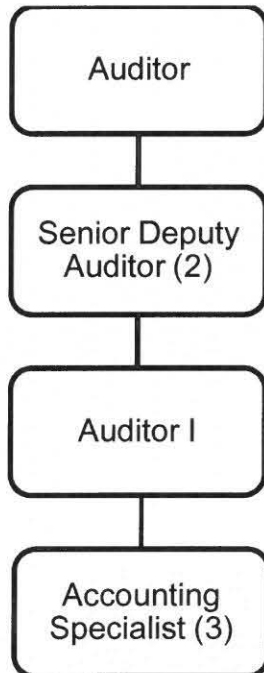 Auditor
Senior Deputy
Auditor (2)
Auditor I
Accounting
Specialist (3)